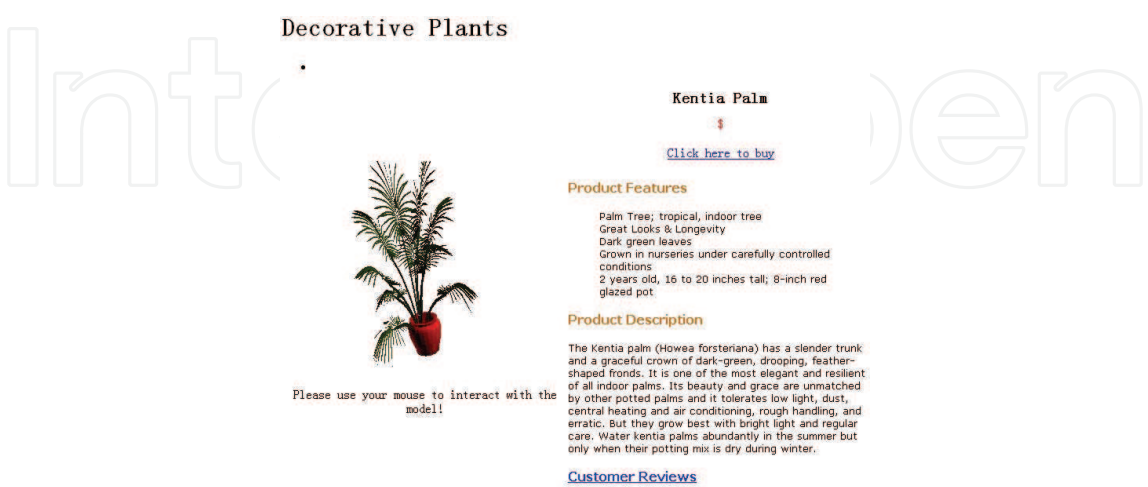 Decorative Plants
•
Kentia Palm
$
Click here to buy
Product Features
Palm Tree; tropical, indoor tree
Great Looks & Longevity
Dark green leaves
Grown in nurseries under carefully controlled
conditions
2 years old, 16 to 20 inches tall; 8-inch red
glazed pot
Product Description
The Kentia palm (Howea forsteriana) has a slender trunk
and a graceful crown of dark-green, drooping, feather-
shaped fronds. It is one of the most elegant and resilient
of all indoor palms. Its beauty and grace are unmatched
by other potted palms and it tolerates low light, dust,
central heating and air conditioning, rough handling, and
erratic. But they grow best with bright light and regular
care. Water kentia palms abundantly in the summer but
only when their potting mix is dry during winter.
Please use your mouse to interact with the
model!
Customer Reviews